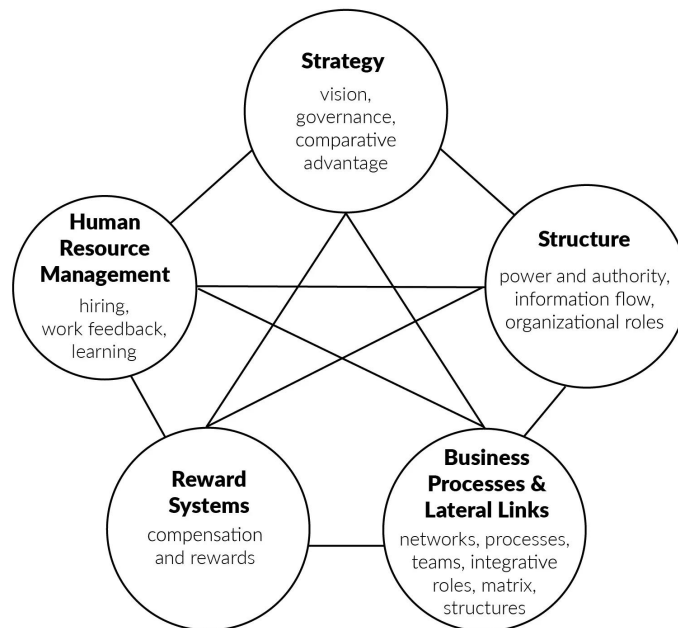 Strategy
vision,
governance,
comparative
advantage
Human
Resource
Management
hiring,
work feedback,
learning
Structure
power and authority,
information flow,
organizational roles
Reward
Systems
compensation
and rewards
Business
Processes &
Lateral Links
networks, processes,
teams, integrative
roles, matrix,
structures